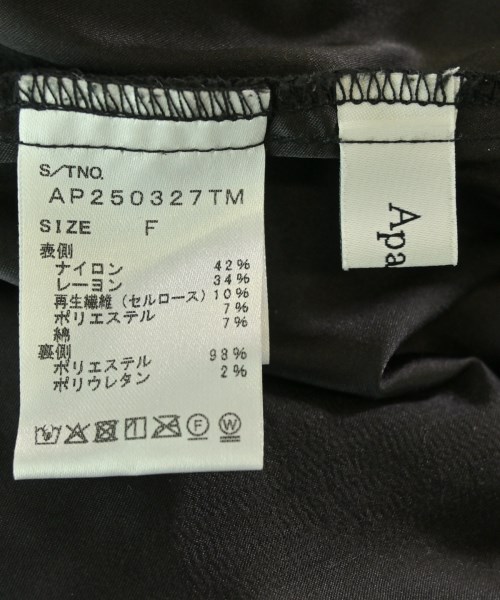 S/TNO.
AP250327TM
SIZE F
表側
ナイロン 42%
レーヨン 34%
再生繊維(セルロース) 10%
ポリエステル 7%
綿 7%
裏側
ポリエステル 98%
ポリウレタン 2%
F W
Apa